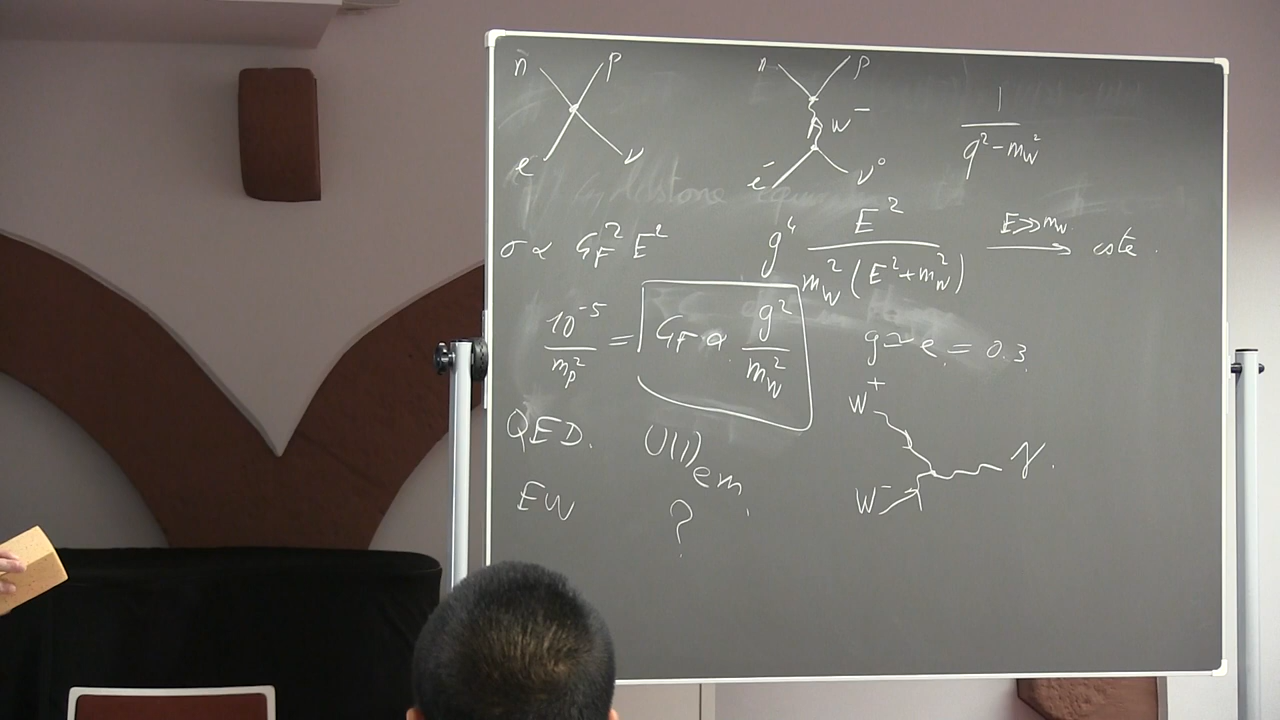 n p n p
W⁻ 1/(q² - m_W²)
e ν e⁻ ν⁰
σ ∝ G_F² E² g⁴ E²/(m_W² (E² + m_W²)) E≫m_W → cste.
10⁻⁵/m_p² = G_F ∝ g²/m_W² g ≃ e = 0.3
W⁺
QED. U(1)em γ.
EW ? W⁻